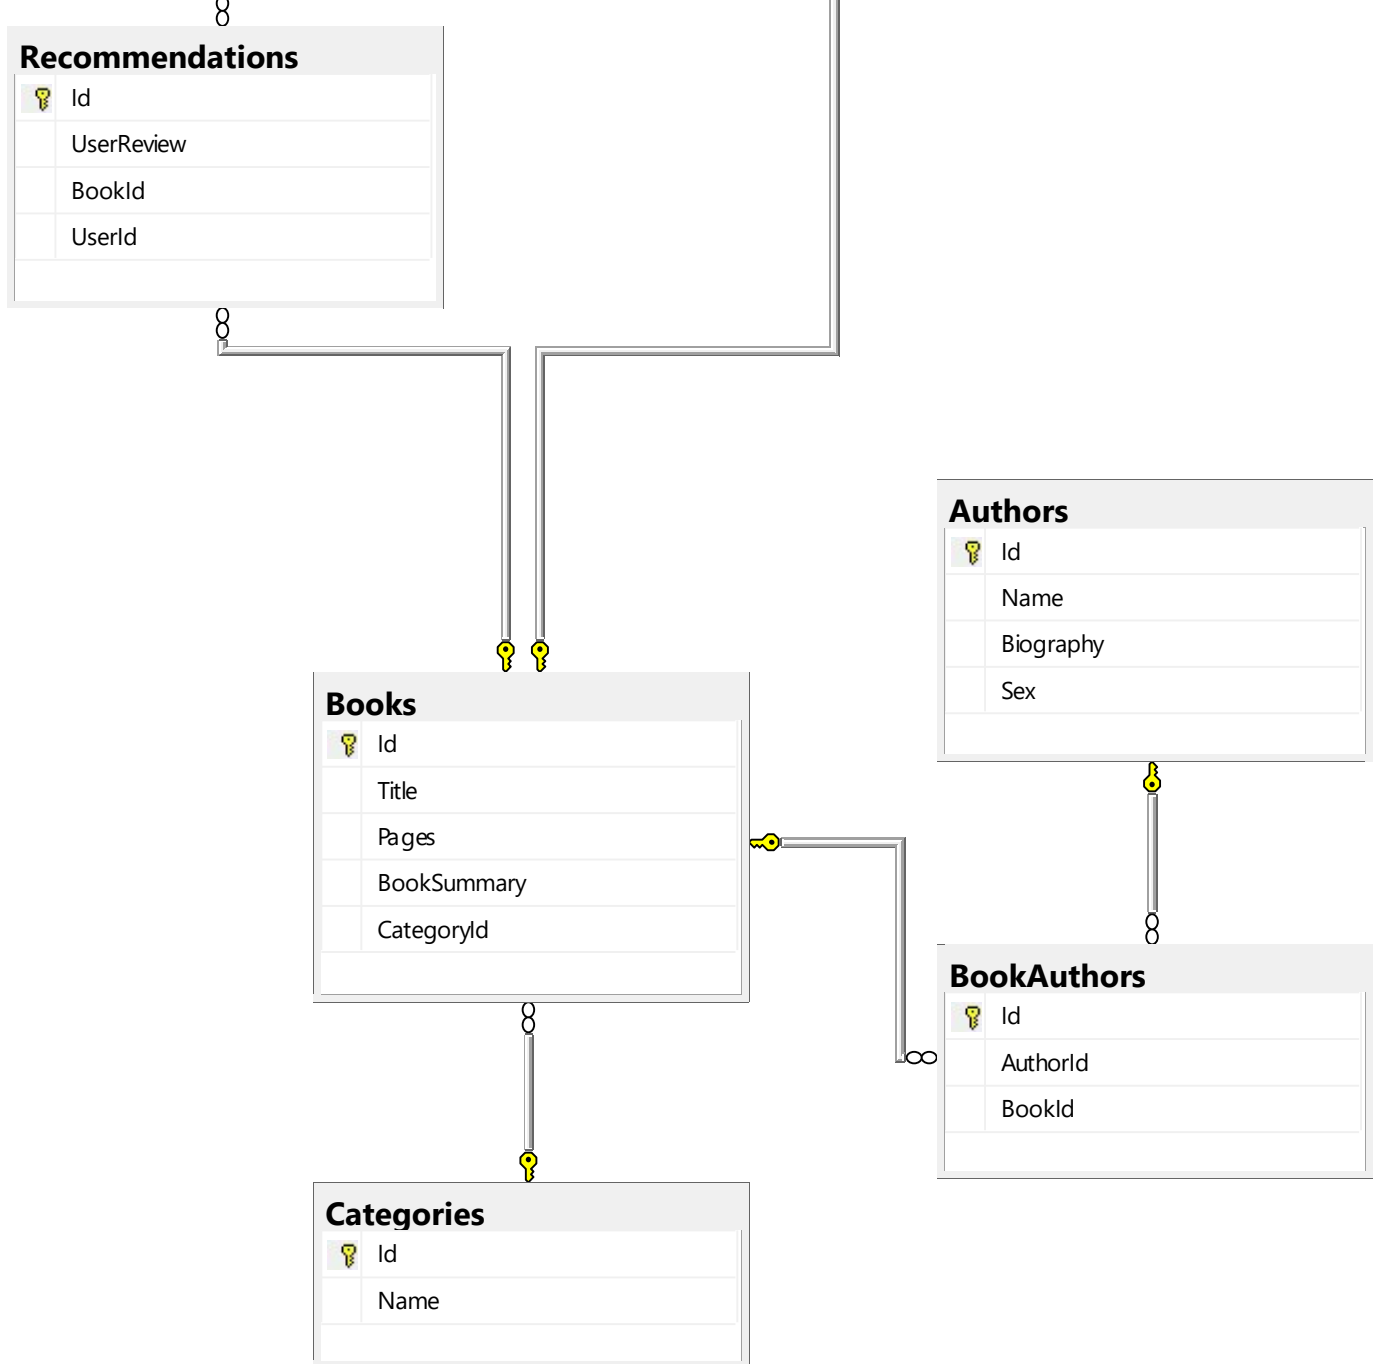 Recommendations
Id
UserReview
BookId
UserId
Authors
Id
Name
Biography
Sex
Books
Id
Title
Pages
BookSummary
CategoryId
BookAuthors
Id
AuthorId
BookId
Categories
Id
Name